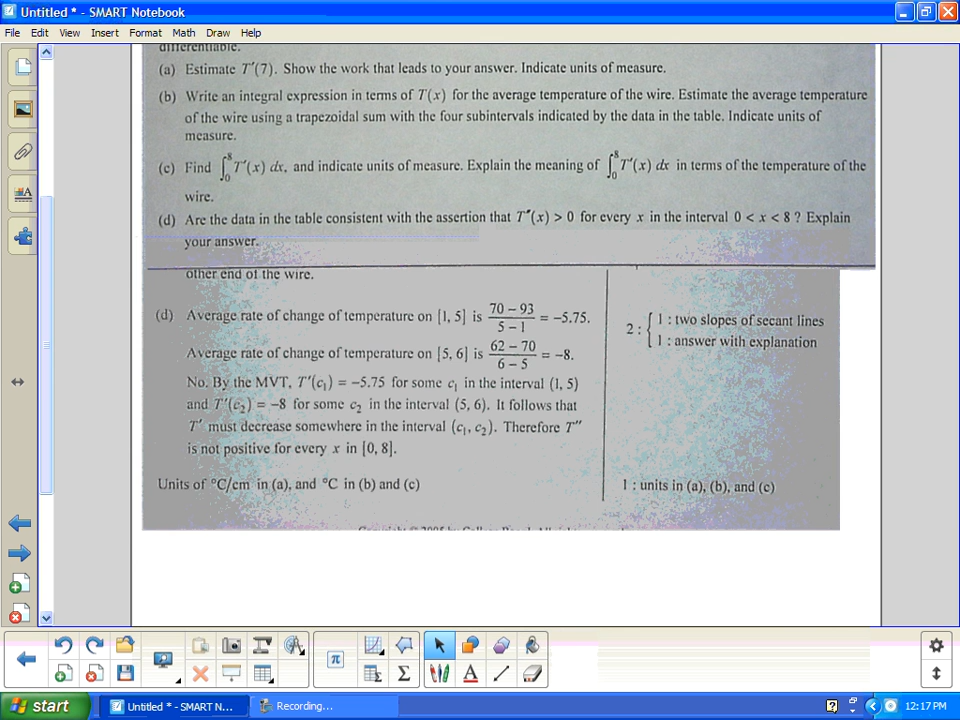 Untitled * - SMART Notebook
File Edit View Insert Format Math Draw Help
differentiable.
(a) Estimate T′(7). Show the work that leads to your answer. Indicate units of measure.
(b) Write an integral expression in terms of T(x) for the average temperature of the wire. Estimate the average temperature
of the wire using a trapezoidal sum with the four subintervals indicated by the data in the table. Indicate units of
measure.
(c) Find ∫₀⁸ T′(x) dx, and indicate units of measure. Explain the meaning of ∫₀⁸ T′(x) dx in terms of the temperature of the
wire.
(d) Are the data in the table consistent with the assertion that T″(x) > 0 for every x in the interval 0 < x < 8 ? Explain
your answer.
other end of the wire.
(d) Average rate of change of temperature on [1, 5] is (70 − 93)/(5 − 1) = −5.75.
Average rate of change of temperature on [5, 6] is (62 − 70)/(6 − 5) = −8.
No. By the MVT, T′(c₁) = −5.75 for some c₁ in the interval (1, 5)
and T′(c₂) = −8 for some c₂ in the interval (5, 6). It follows that
T′ must decrease somewhere in the interval (c₁, c₂). Therefore T″
is not positive for every x in [0, 8].
Units of °C/cm in (a), and °C in (b) and (c)
2 : { 1 : two slopes of secant lines
1 : answer with explanation
1 : units in (a), (b), and (c)
start
Untitled * - SMART N...
Recording...
12:17 PM